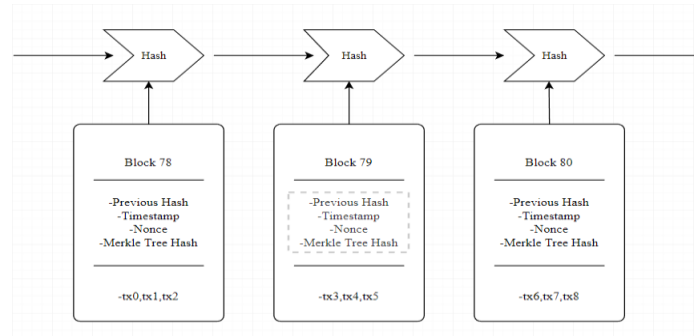 Hash
Hash
Hash
Block 78
-Previous Hash
-Timestamp
-Nonce
-Merkle Tree Hash
-tx0,tx1,tx2
Block 79
-Previous Hash
-Timestamp
-Nonce
-Merkle Tree Hash
-tx3,tx4,tx5
Block 80
-Previous Hash
-Timestamp
-Nonce
-Merkle Tree Hash
-tx6,tx7,tx8